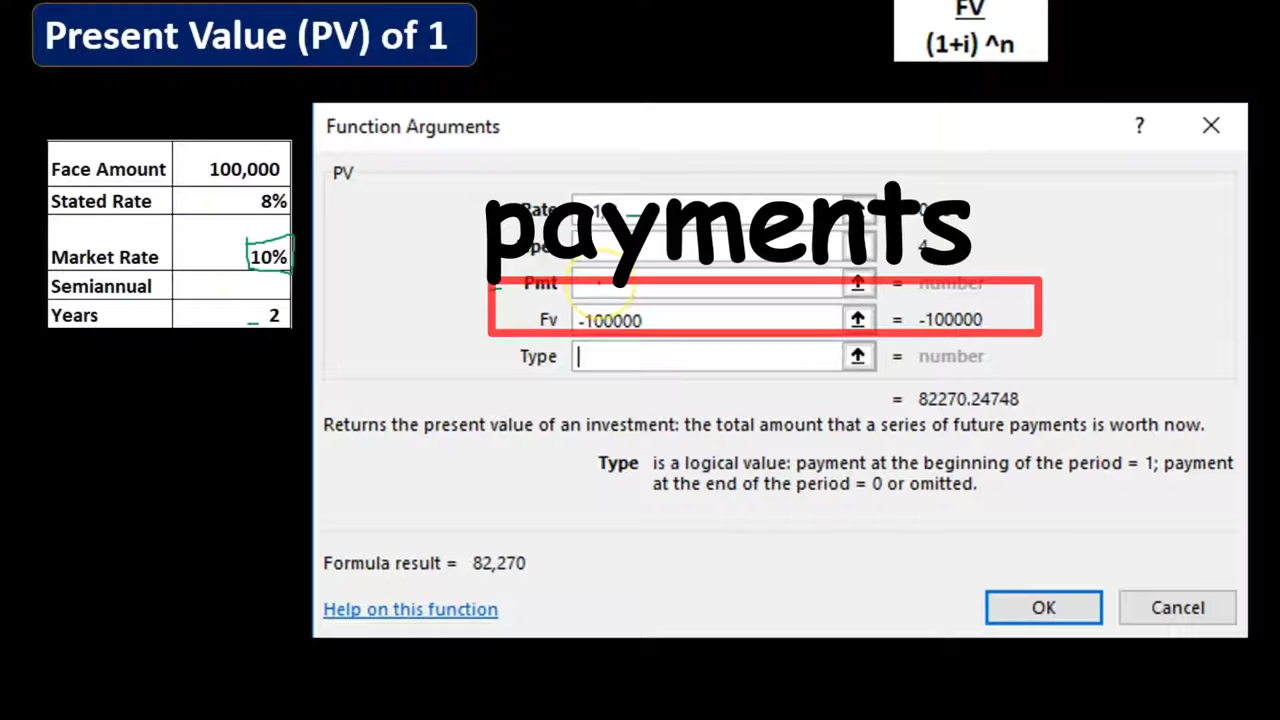 Present Value (PV) of 1
FV
(1+i) ^n
Function Arguments
?
Face Amount 100,000
Stated Rate 8%
Market Rate 10%
Semiannual
Years 2
PV
payments
Pmt = number
Fv -100000 = -100000
Type = number
= 82270.24748
Returns the present value of an investment: the total amount that a series of future payments is worth now.
Type is a logical value: payment at the beginning of the period = 1; payment
at the end of the period = 0 or omitted.
Formula result = 82,270
Help on this function
OK Cancel